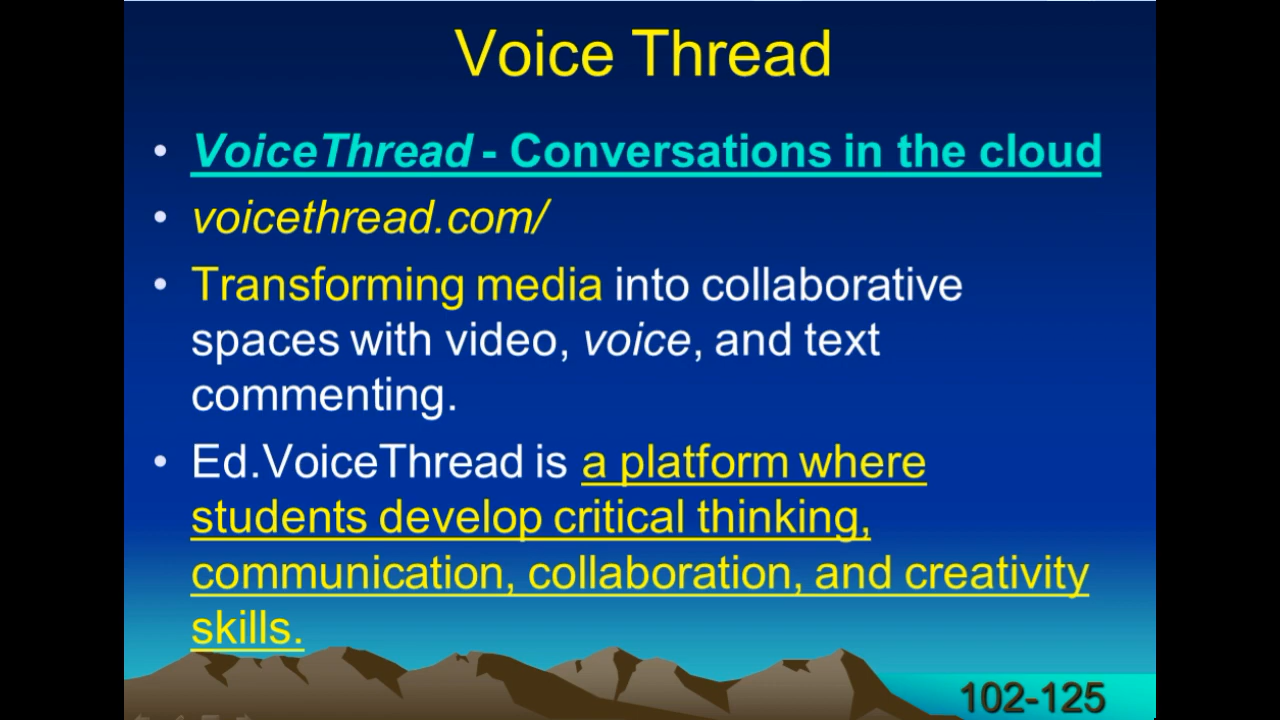 Voice Thread
• VoiceThread - Conversations in the cloud
• voicethread.com/
• Transforming media into collaborative
spaces with video, voice, and text
commenting.
• Ed.VoiceThread is a platform where
students develop critical thinking,
communication, collaboration, and creativity
skills.
102-125